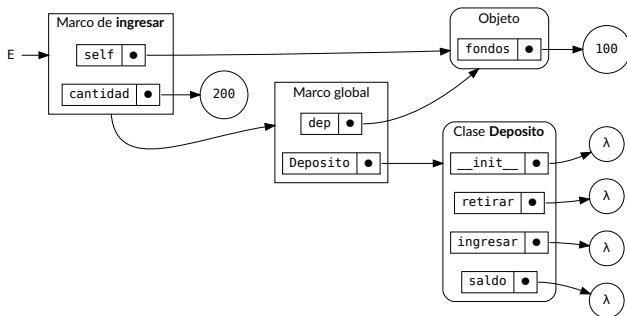 Marco de ingresar
E
self
cantidad
200
Objeto
fondos
100
Marco global
dep
Deposito
Clase Deposito
__init__
λ
retirar
λ
ingresar
λ
saldo
λ